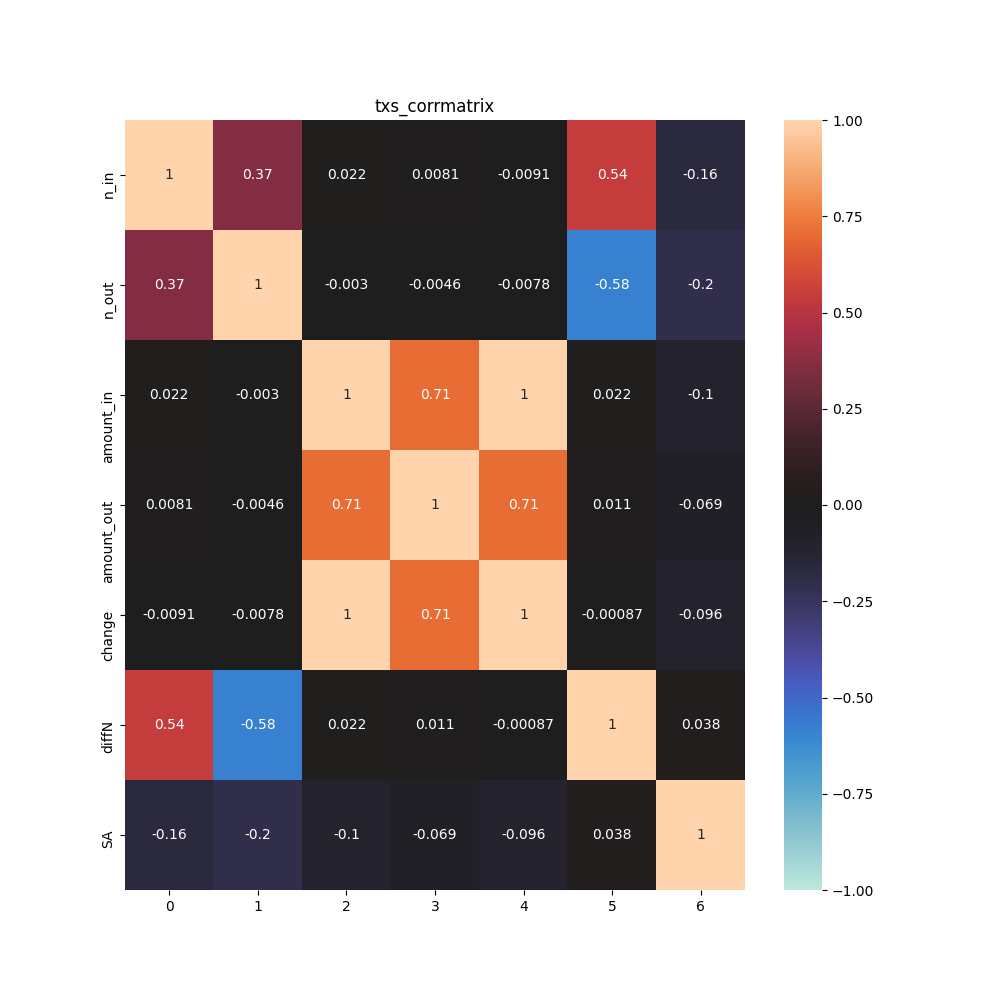 txs_corrmatrix
n_in 1 0.37 0.022 0.0081 -0.0091 0.54 -0.16
n_out 0.37 1 -0.003 -0.0046 -0.0078 -0.58 -0.2
amount_in 0.022 -0.003 1 0.71 1 0.022 -0.1
amount_out 0.0081 -0.0046 0.71 1 0.71 0.011 -0.069
change -0.0091 -0.0078 1 0.71 1 -0.00087 -0.096
diffN 0.54 -0.58 0.022 0.011 -0.00087 1 0.038
SA -0.16 -0.2 -0.1 -0.069 -0.096 0.038 1
0 1 2 3 4 5 6
1.00
0.75
0.50
0.25
0.00
−0.25
−0.50
−0.75
−1.00